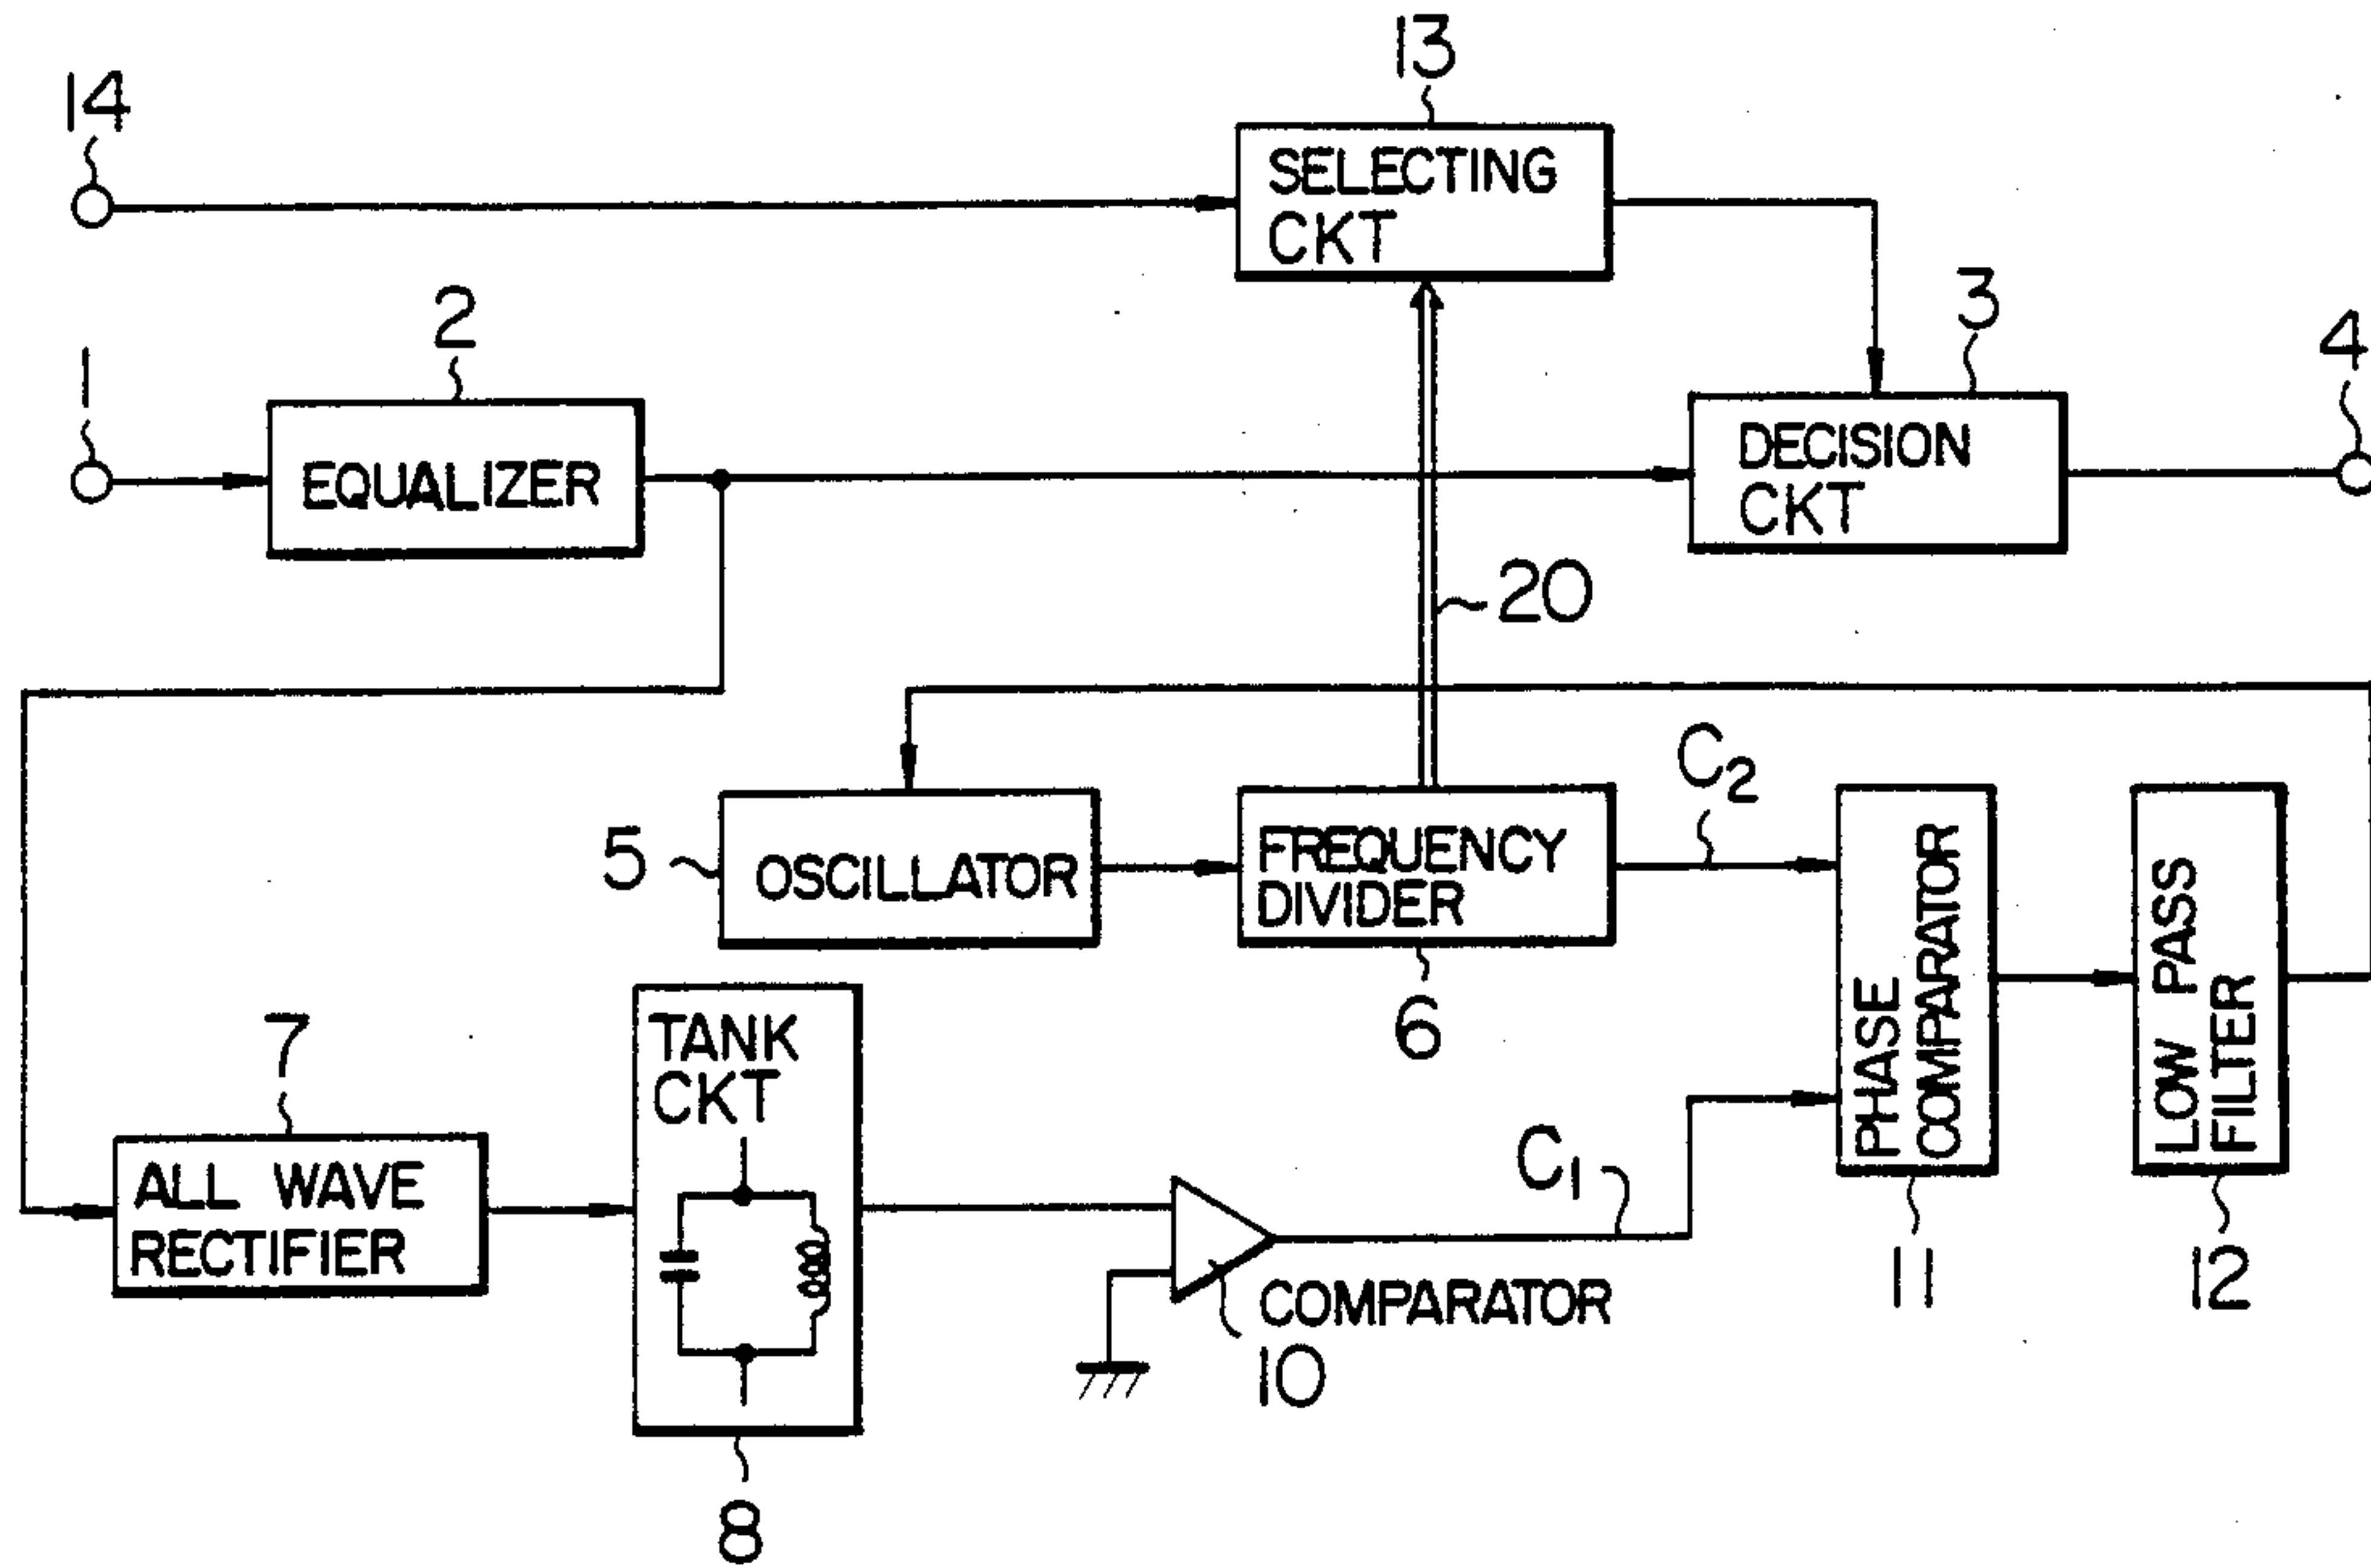 13
14
SELECTING
CKT
2
3
4
1
EQUALIZER
DECISION
CKT
20
C2
5
OSCILLATOR
FREQUENCY
DIVIDER
6
PHASE
COMPARATOR
LOW PASS
FILTER
7
TANK
CKT
ALL WAVE
RECTIFIER
C1
COMPARATOR
10
11
12
8